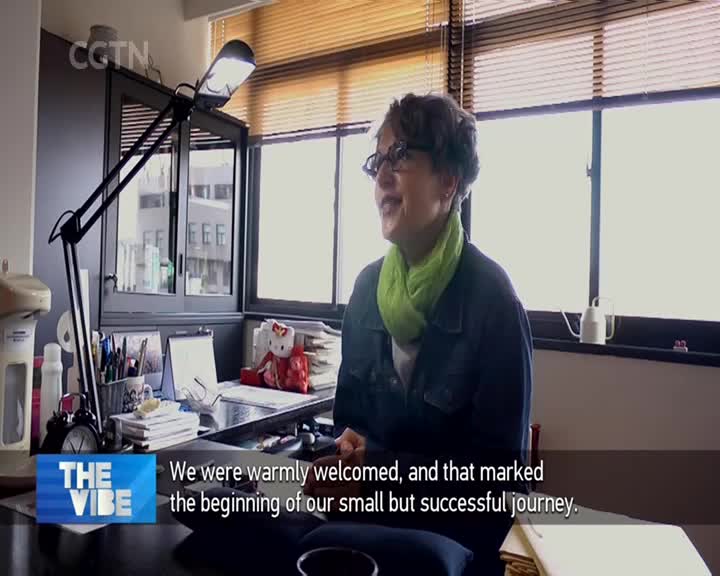 CGTN
THE
VIBE
We were warmly welcomed, and that marked
the beginning of our small but successful journey.